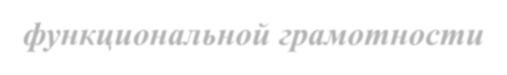 функциональной грамотности